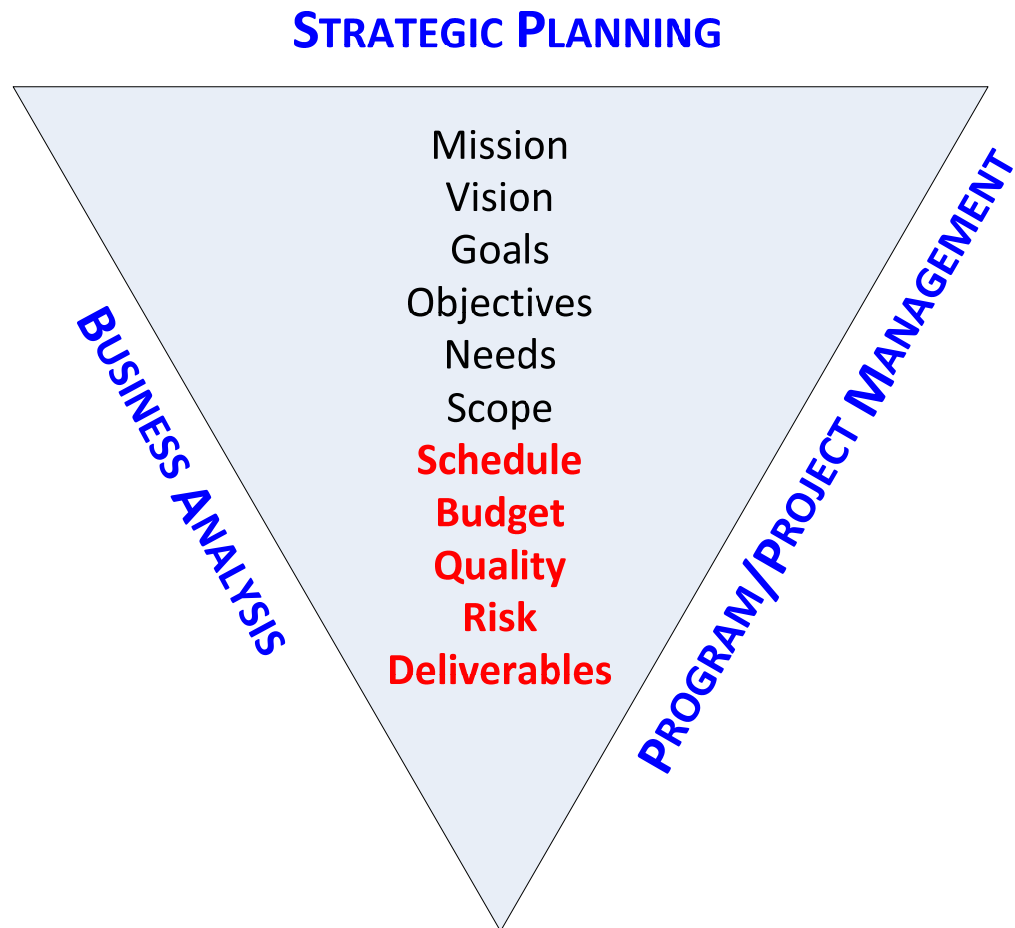 STRATEGIC PLANNING
Mission
Vision
Goals
Objectives
Needs
Scope
Schedule
Budget
Quality
Risk
Deliverables
BUSINESS ANALYSIS
PROGRAM/PROJECT MANAGEMENT